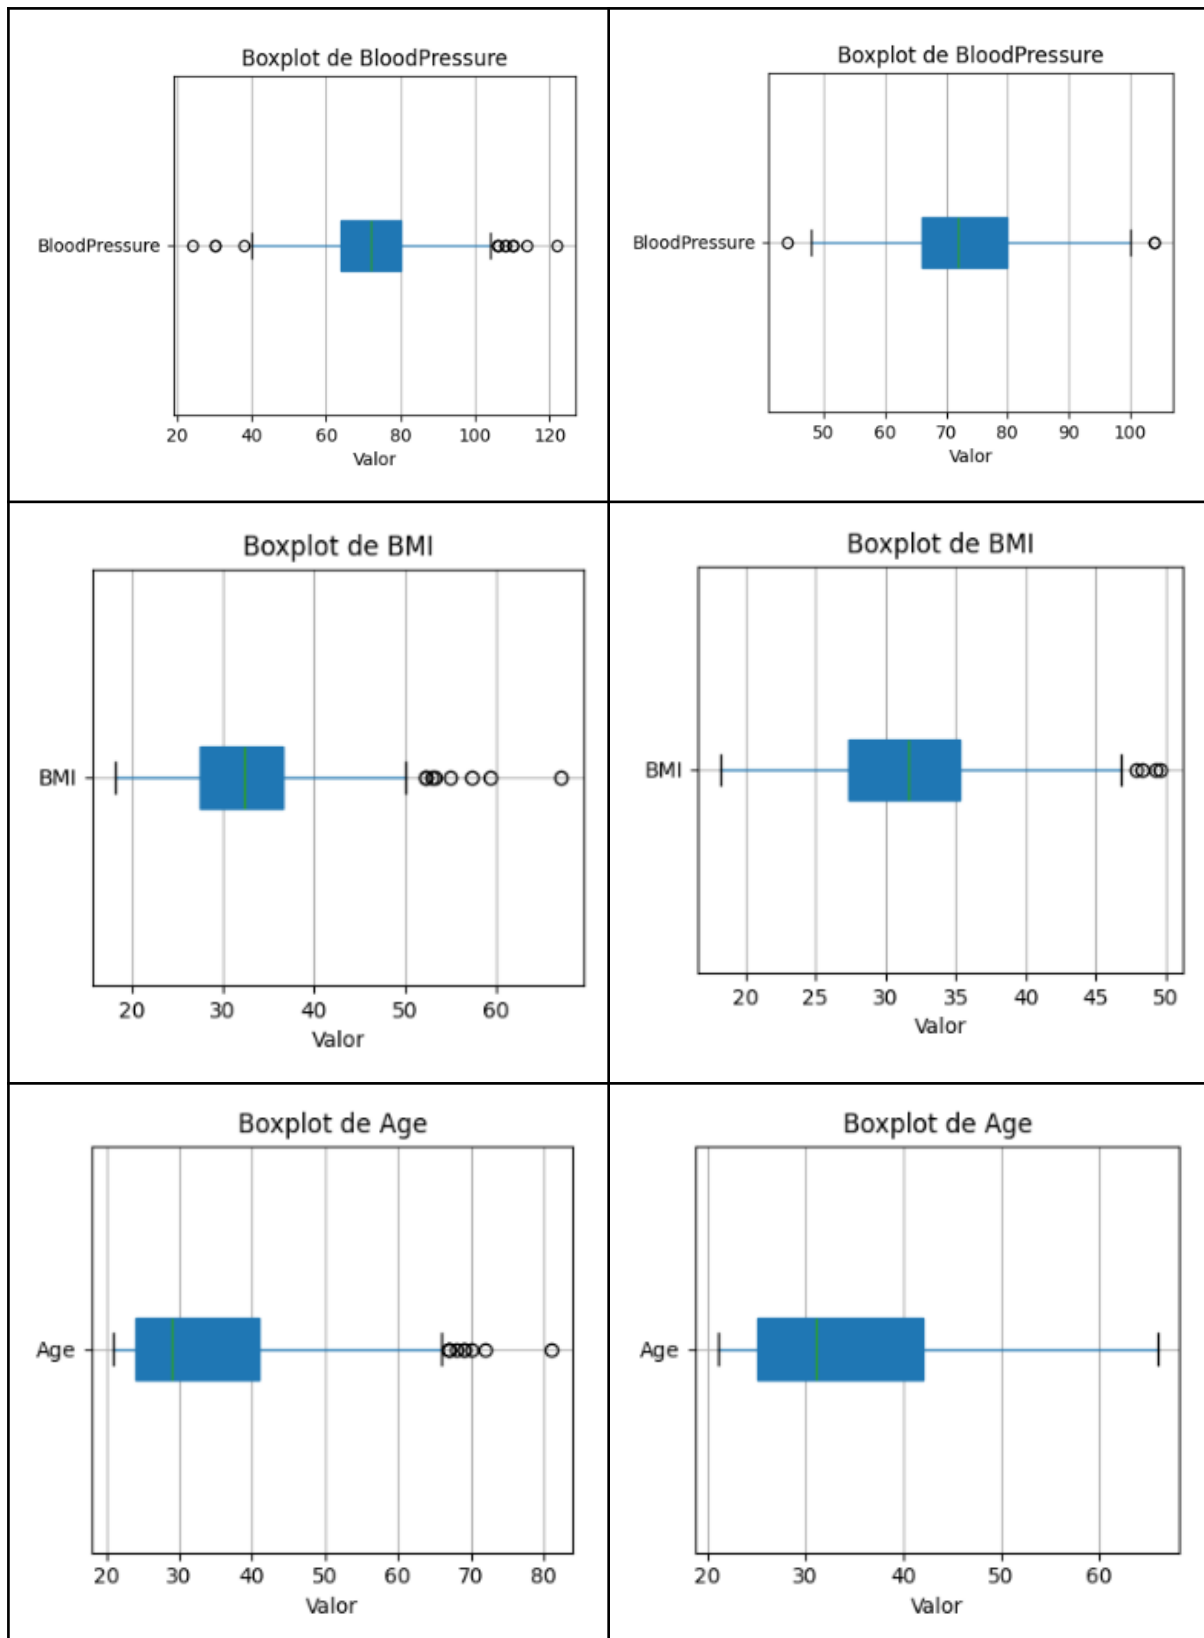 Boxplot de BloodPressure
BloodPressure
20 40 60 80 100 120
Valor
Boxplot de BloodPressure
BloodPressure
50 60 70 80 90 100
Valor
Boxplot de BMI
BMI
20 30 40 50 60
Valor
Boxplot de BMI
BMI
20 25 30 35 40 45 50
Valor
Boxplot de Age
Age
20 30 40 50 60 70 80
Valor
Boxplot de Age
Age
20 30 40 50 60
Valor